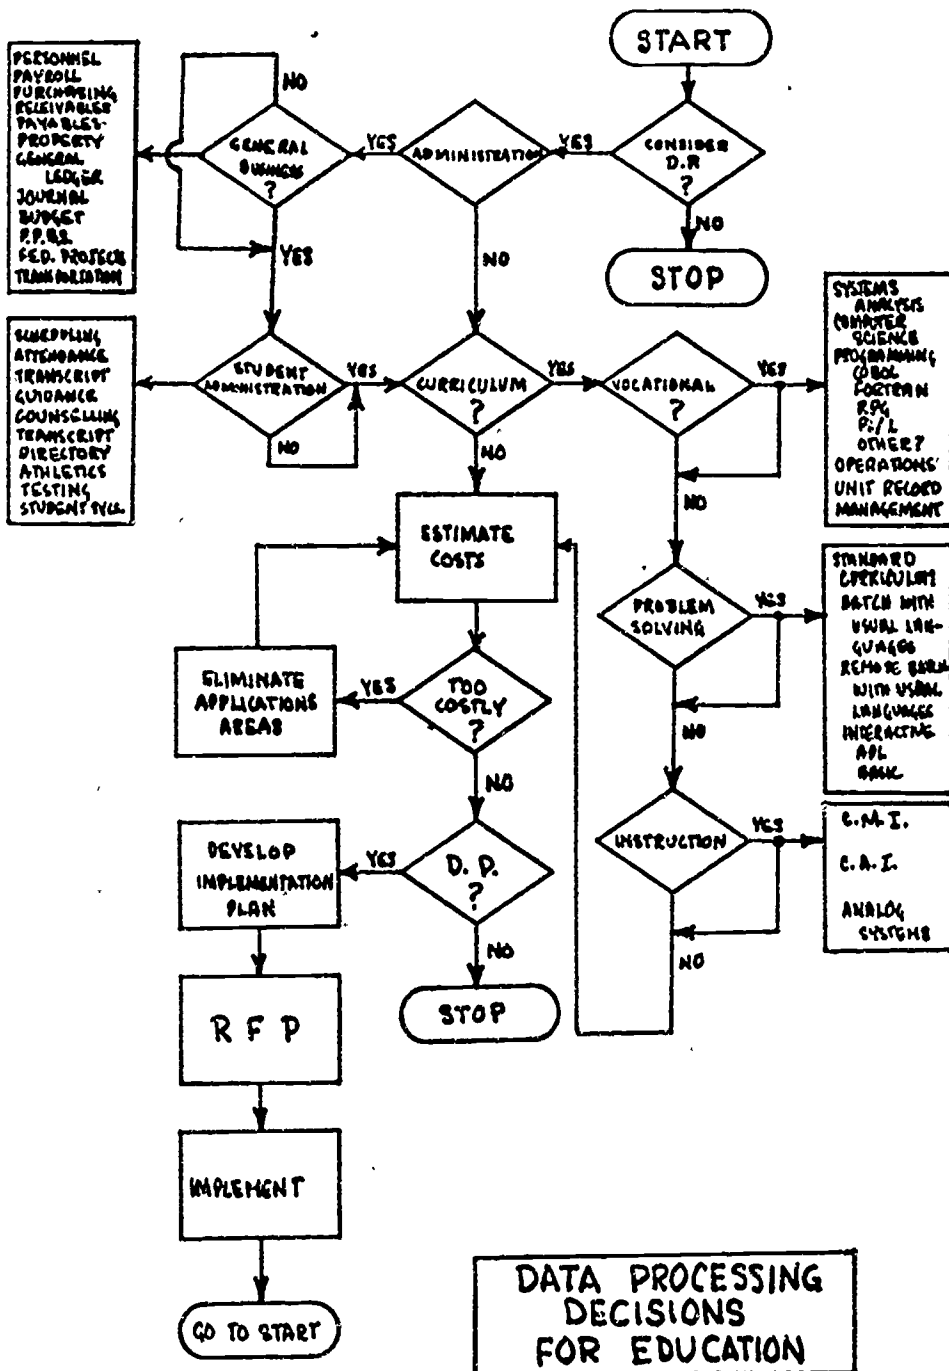 START
CONSIDER
D.P.
?
YES
NO
STOP
ADMINISTRATION
YES
NO
GENERAL
BUSINESS
?
NO
YES
PERSONNEL
PAYROLL
PURCHASING
RECEIVABLES
PAYABLES
PROPERTY
GENERAL
LEDGER
JOURNAL
BUDGET
P.P.B.S.
FED. PROJECTS
TRANSPORTATION
STUDENT
ADMINISTRATION
YES
NO
SCHEDULING
ATTENDANCE
TRANSCRIPT
GUIDANCE
COUNSELLING
TRANSCRIPT
DIRECTORY
ATHLETICS
TESTING
STUDENT
CURRICULUM
?
YES
NO
VOCATIONAL
?
YES
NO
SYSTEMS
ANALYSIS
COMPUTER
SCIENCE
PROGRAMMING
COBOL
FORTRAN
RPG
PL/L
OTHER?
OPERATIONS
UNIT RECORD
MANAGEMENT
ESTIMATE
COSTS
PROBLEM
SOLVING
YES
NO
STANDARD
CURRICULUM
BATCH WITH
USUAL LAN-
GUAGES
REMOTE BATCH
WITH USUAL
LANGUAGES
INTERACTIVE
APL
BASIC
TOO
COSTLY
?
YES
NO
ELIMINATE
APPLICATIONS
AREAS
INSTRUCTION
YES
NO
C.M.I.
C.A.I.
ANALOG
SYSTEMS
D.P.
?
YES
NO
STOP
DEVELOP
IMPLEMENTATION
PLAN
RFP
IMPLEMENT
GO TO START
DATA PROCESSING
DECISIONS
FOR EDUCATION